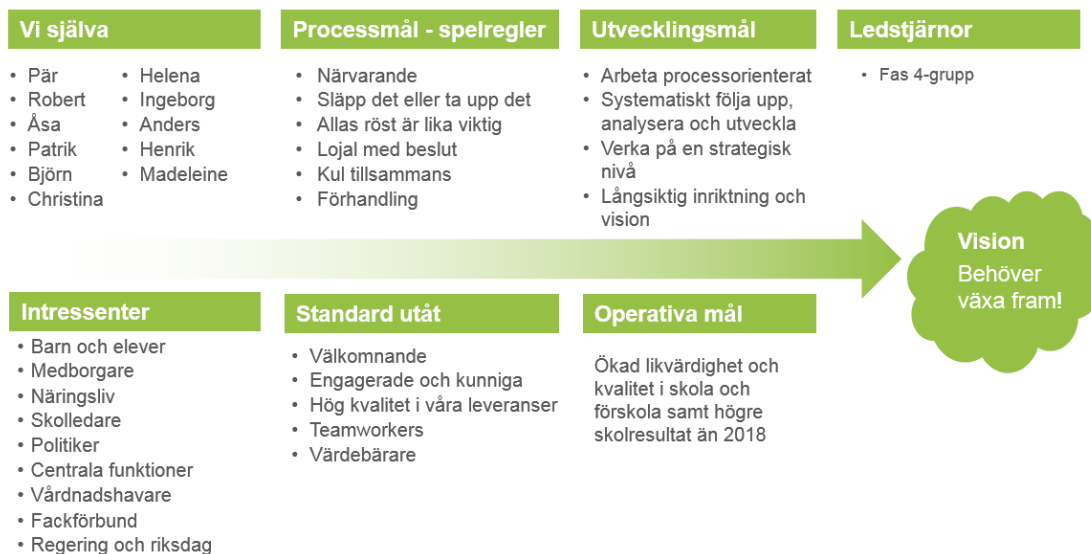 Vi själva
• Pär
• Robert
• Åsa
• Patrik
• Björn
• Christina
• Helena
• Ingeborg
• Anders
• Henrik
• Madeleine
Processmål - spelregler
• Närvarande
• Släpp det eller ta upp det
• Allas röst är lika viktig
• Lojal med beslut
• Kul tillsammans
• Förhandling
Utvecklingsmål
• Arbeta processorienterat
• Systematiskt följa upp,
analysera och utveckla
• Verka på en strategisk
nivå
• Långsiktig inriktning och
vision
Ledstjärnor
• Fas 4-grupp
Vision
Behöver
växa fram!
Intressenter
• Barn och elever
• Medborgare
• Näringsliv
• Skolledare
• Politiker
• Centrala funktioner
• Vårdnadshavare
• Fackförbund
• Regering och riksdag
Standard utåt
• Välkomnande
• Engagerade och kunniga
• Hög kvalitet i våra leveranser
• Teamworkers
• Värdebärare
Operativa mål
Ökad likvärdighet och
kvalitet i skola och
förskola samt högre
skolresultat än 2018